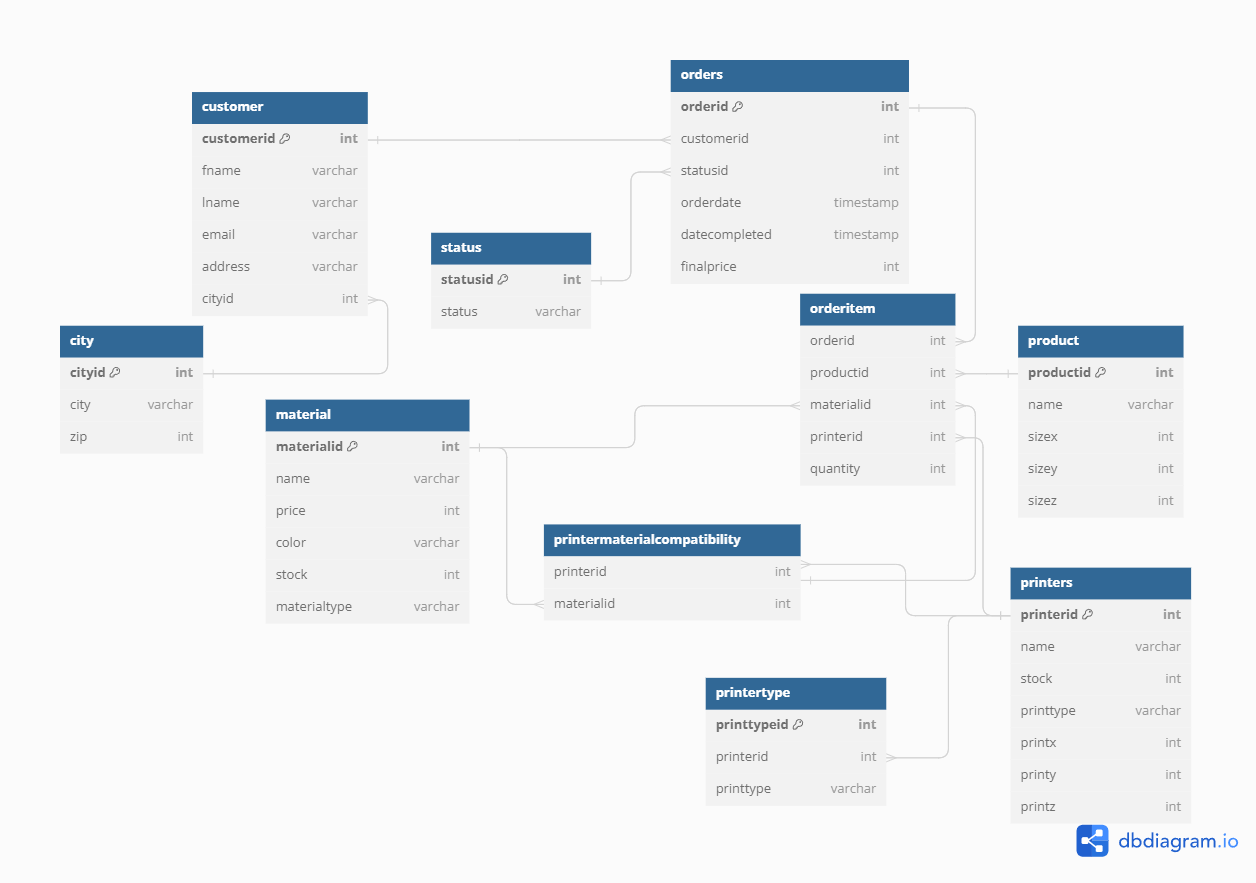 orders
orderid int
customerid int
statusid int
orderdate timestamp
datecompleted timestamp
finalprice int
customer
customerid int
fname varchar
lname varchar
email varchar
address varchar
cityid int
status
statusid int
status varchar
orderitem
orderid int
productid int
materialid int
printerid int
quantity int
city
cityid int
city varchar
zip int
product
productid int
name varchar
sizex int
sizey int
sizez int
material
materialid int
name varchar
price int
color varchar
stock int
materialtype varchar
printermaterialcompatibility
printerid int
materialid int
printers
printerid int
name varchar
stock int
printtype varchar
printx int
printy int
printz int
printertype
printtypeid int
printerid int
printtype varchar
dbdiagram.io